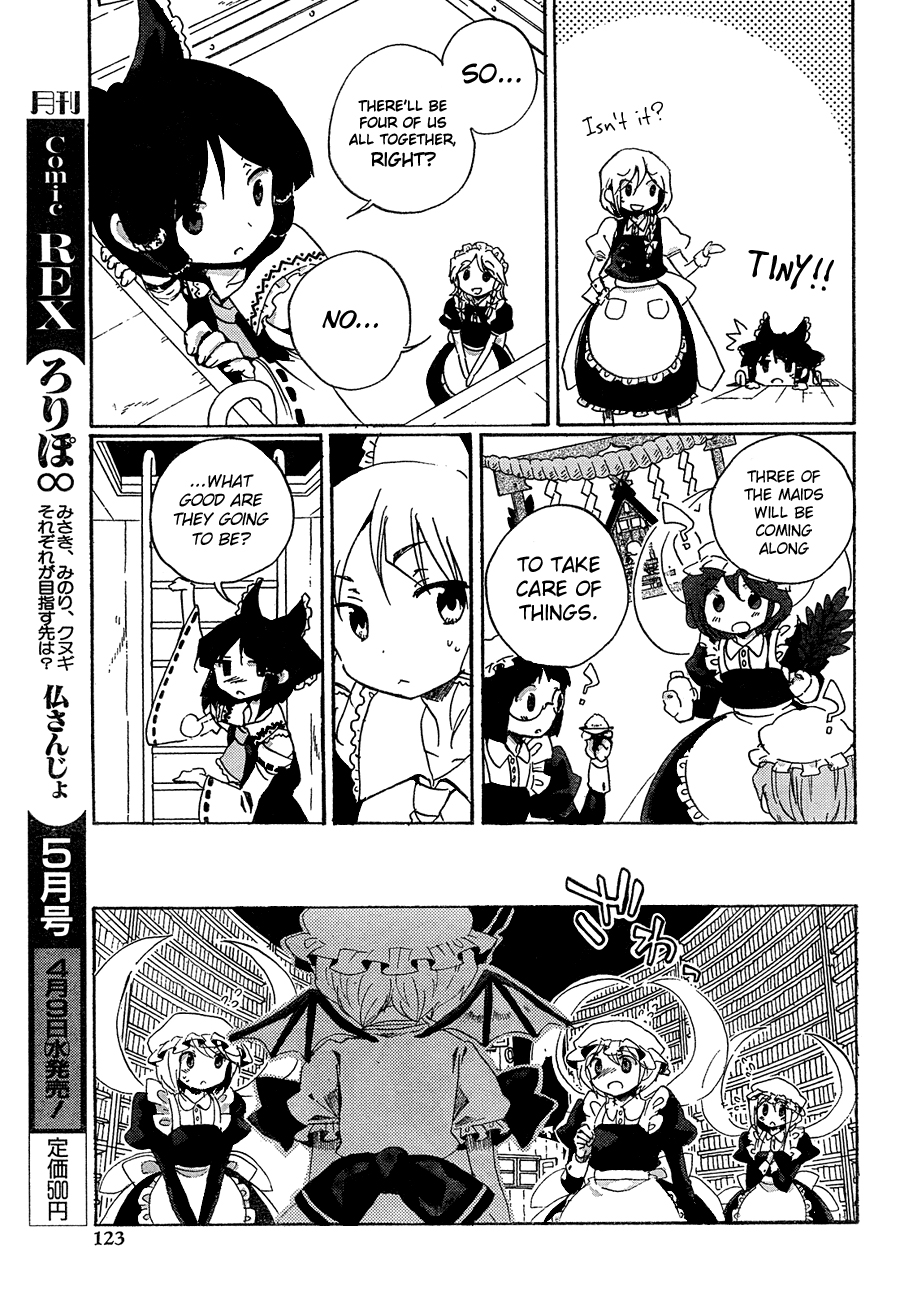 Isn't it?
TINY!!
SO...
THERE'LL BE
FOUR OF US
ALL TOGETHER,
RIGHT?
NO...
THREE OF
THE MAIDS
WILL BE
COMING
ALONG
TO TAKE
CARE OF
THINGS.
...WHAT
GOOD ARE
THEY GOING
TO BE?
ざわ
月刊
Comic REX
ろりぽ∞
みさき、みのり、クヌギ
それぞれが目指す先は?
仏さんじょ
5月号
4月9日水発売!
定価500円
123